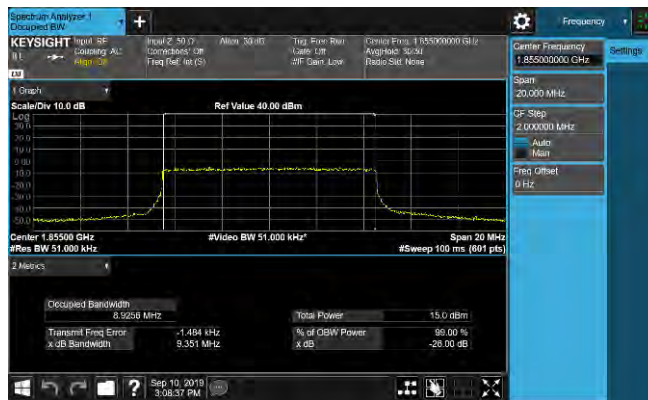 Spectrum Analyzer 1
Occupied BW
Frequency
KEYSIGHT Input: RF
Coupling: AC
Align: Off
Input Z: 50 Ω
Corrections: Off
Freq Ref: Int (S)
Atten: 30 dB
Trig: Free Run
Gate: Off
#IF Gain: Low
Center Freq: 1.855000000 GHz
Avg|Hold: 50/50
Radio Std: None
Center Frequency
1.855000000 GHz
Settings
Span
20.000 MHz
CF Step
2.000000 MHz
Auto
Man
Freq Offset
0 Hz
1 Graph
Scale/Div 10.0 dB
Ref Value 40.00 dBm
Log
30.0
20.0
10.0
0.00
-10.0
-20.0
-30.0
-40.0
-50.0
Center 1.85500 GHz
#Res BW 51.000 kHz
#Video BW 51.000 kHz*
Span 20 MHz
#Sweep 100 ms (601 pts)
2 Metrics
Occupied Bandwidth
8.9256 MHz
Total Power
15.0 dBm
Transmit Freq Error
-1.484 kHz
% of OBW Power
99.00 %
x dB Bandwidth
9.351 MHz
x dB
-26.00 dB
?
Sep 10, 2019
3:08:37 PM